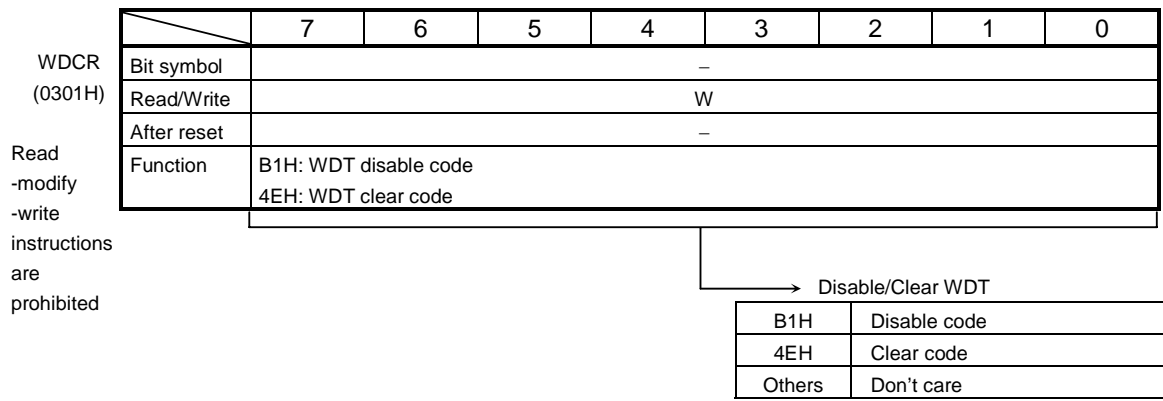 7 6 5 4 3 2 1 0
WDCR
(0301H)
Bit symbol –
Read/Write W
After reset –
Function B1H: WDT disable code
4EH: WDT clear code
Read
-modify
-write
instructions
are
prohibited
Disable/Clear WDT
B1H Disable code
4EH Clear code
Others Don't care